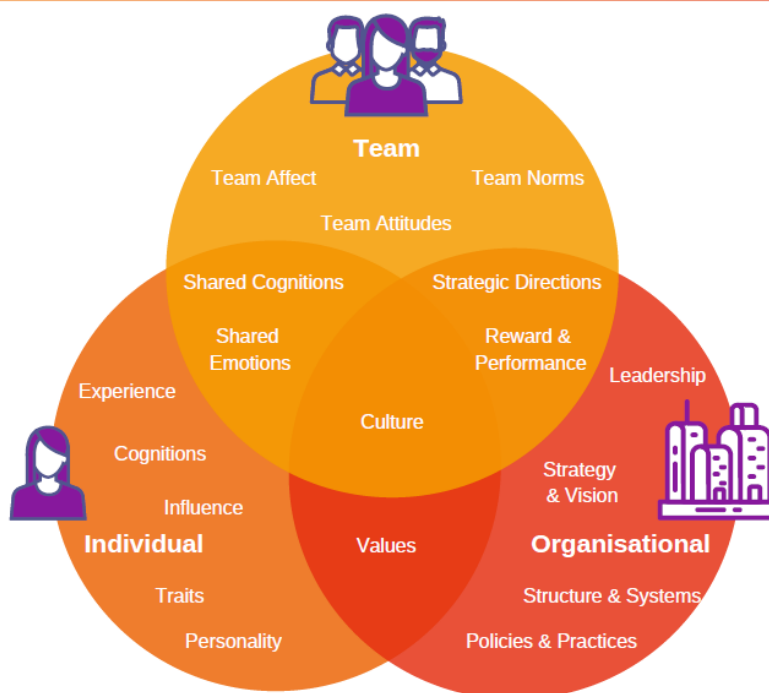 Team
Team Affect
Team Norms
Team Attitudes
Shared Cognitions
Strategic Directions
Shared
Emotions
Reward &
Performance
Leadership
Experience
Culture
Cognitions
Strategy
& Vision
Influence
Individual
Values
Organisational
Traits
Structure & Systems
Personality
Policies & Practices